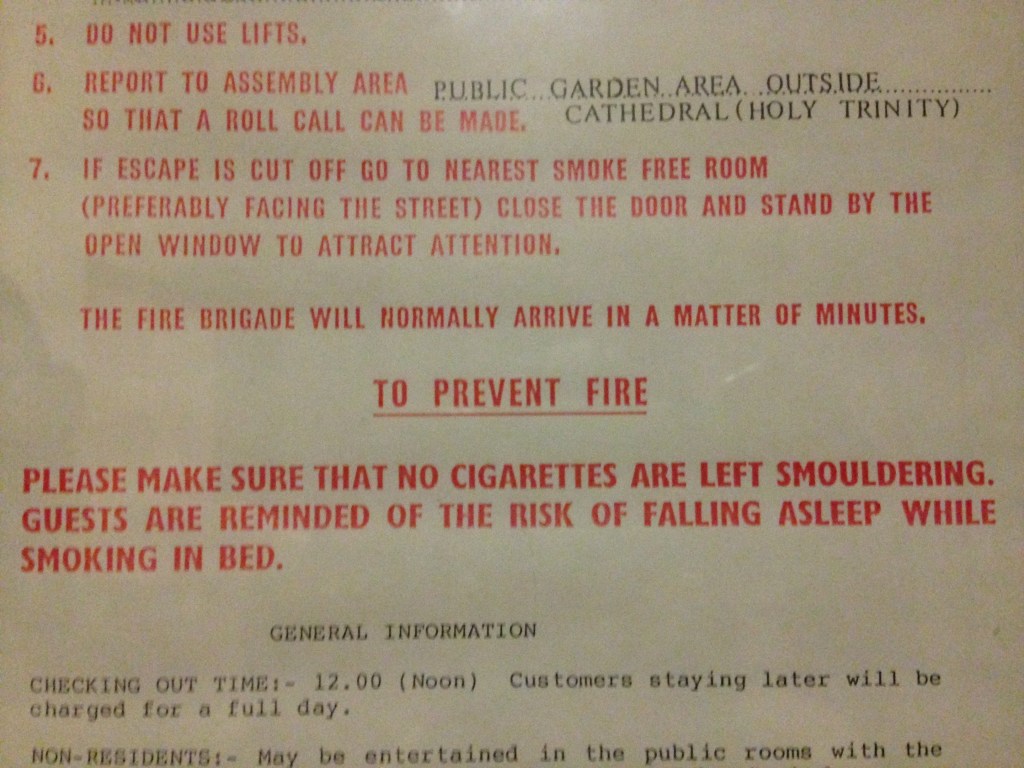 5. DO NOT USE LIFTS.
6. REPORT TO ASSEMBLY AREA PUBLIC GARDEN AREA OUTSIDE
SO THAT A ROLL CALL CAN BE MADE. CATHEDRAL (HOLY TRINITY)
7. IF ESCAPE IS CUT OFF GO TO NEAREST SMOKE FREE ROOM
(PREFERABLY FACING THE STREET) CLOSE THE DOOR AND STAND BY THE
OPEN WINDOW TO ATTRACT ATTENTION.
THE FIRE BRIGADE WILL NORMALLY ARRIVE IN A MATTER OF MINUTES.
TO PREVENT FIRE
PLEASE MAKE SURE THAT NO CIGARETTES ARE LEFT SMOULDERING.
GUESTS ARE REMINDED OF THE RISK OF FALLING ASLEEP WHILE
SMOKING IN BED.
GENERAL INFORMATION
CHECKING OUT TIME:- 12.00 (Noon) Customers staying later will be
charged for a full day.
NON-RESIDENTS:- May be entertained in the public rooms with the